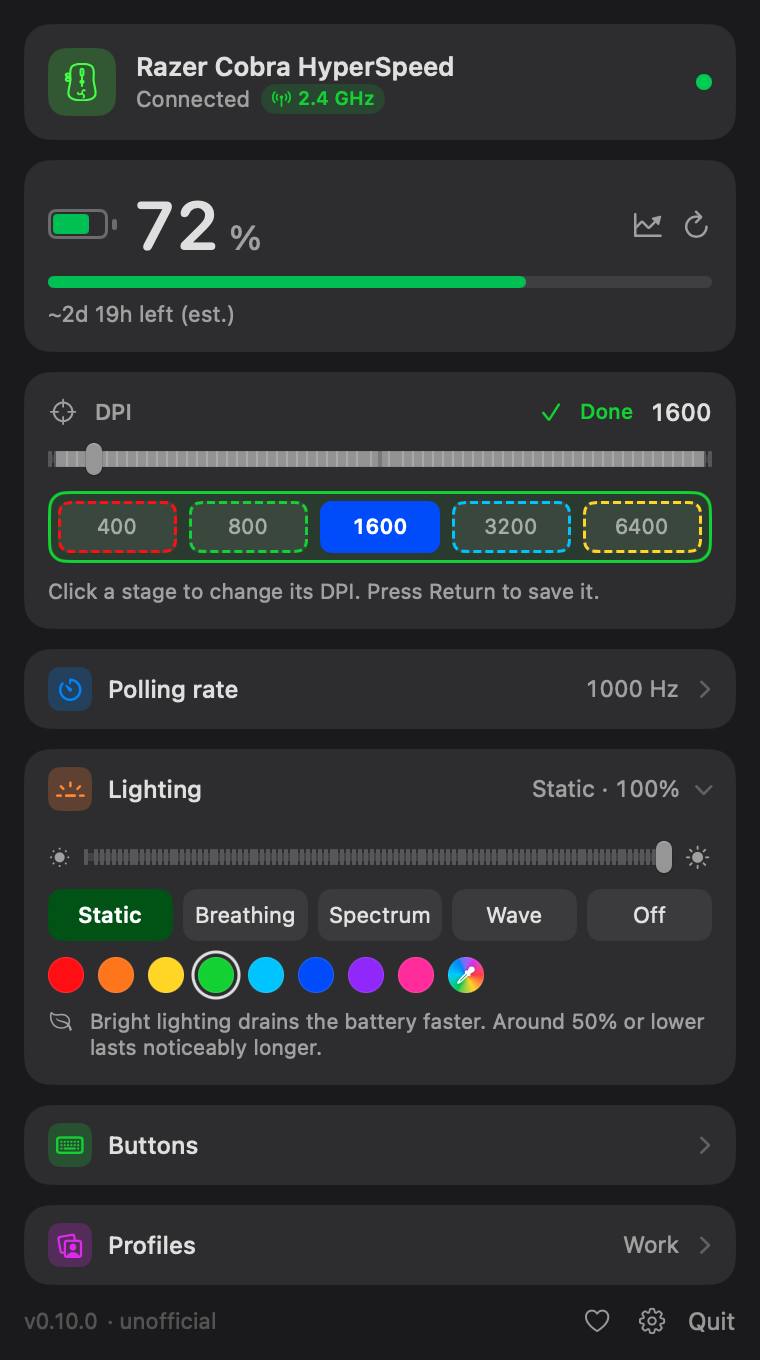 Razer Cobra HyperSpeed
Connected 2.4 GHz
72 %
~2d 19h left (est.)
DPI Done 1600
400 800 1600 3200 6400
Click a stage to change its DPI. Press Return to save it.
Polling rate 1000 Hz
Lighting Static · 100%
Static Breathing Spectrum Wave Off
Bright lighting drains the battery faster. Around 50% or lower
lasts noticeably longer.
Buttons
Profiles Work
v0.10.0 · unofficial Quit